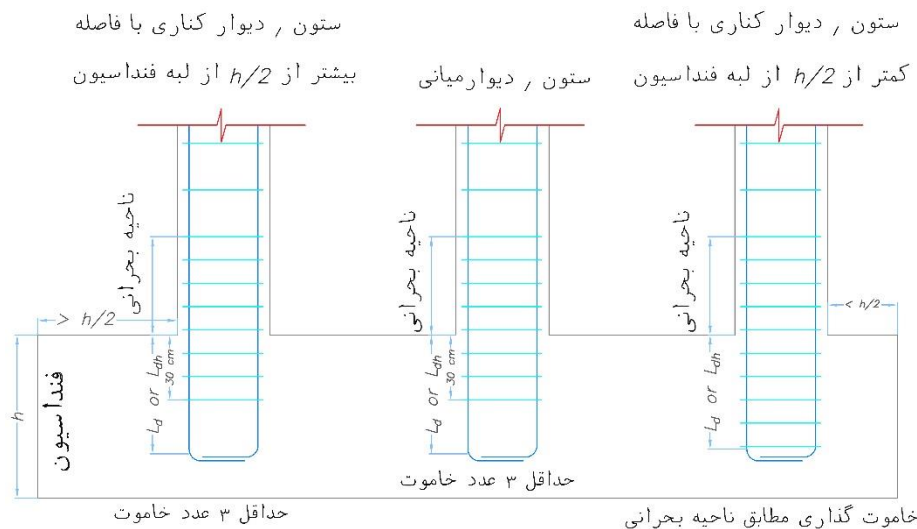 ستون , دیوار کناری با فاصله
کمتر از h/2 از لبه فنداسیون
ستون , دیوارمیانی
ستون , دیوار کناری با فاصله
بیشتر از h/2 از لبه فنداسیون
ناحیه بحرانی
ناحیه بحرانی
ناحیه بحرانی
< h/2
> h/2
Ld or Ldh
Ld or Ldh
30 cm
Ld or Ldh
30 cm
فنداسیون
h
حداقل ۳ عدد خاموت
خاموت گذاری مطابق ناحیه بحرانی
حداقل ۳ عدد خاموت